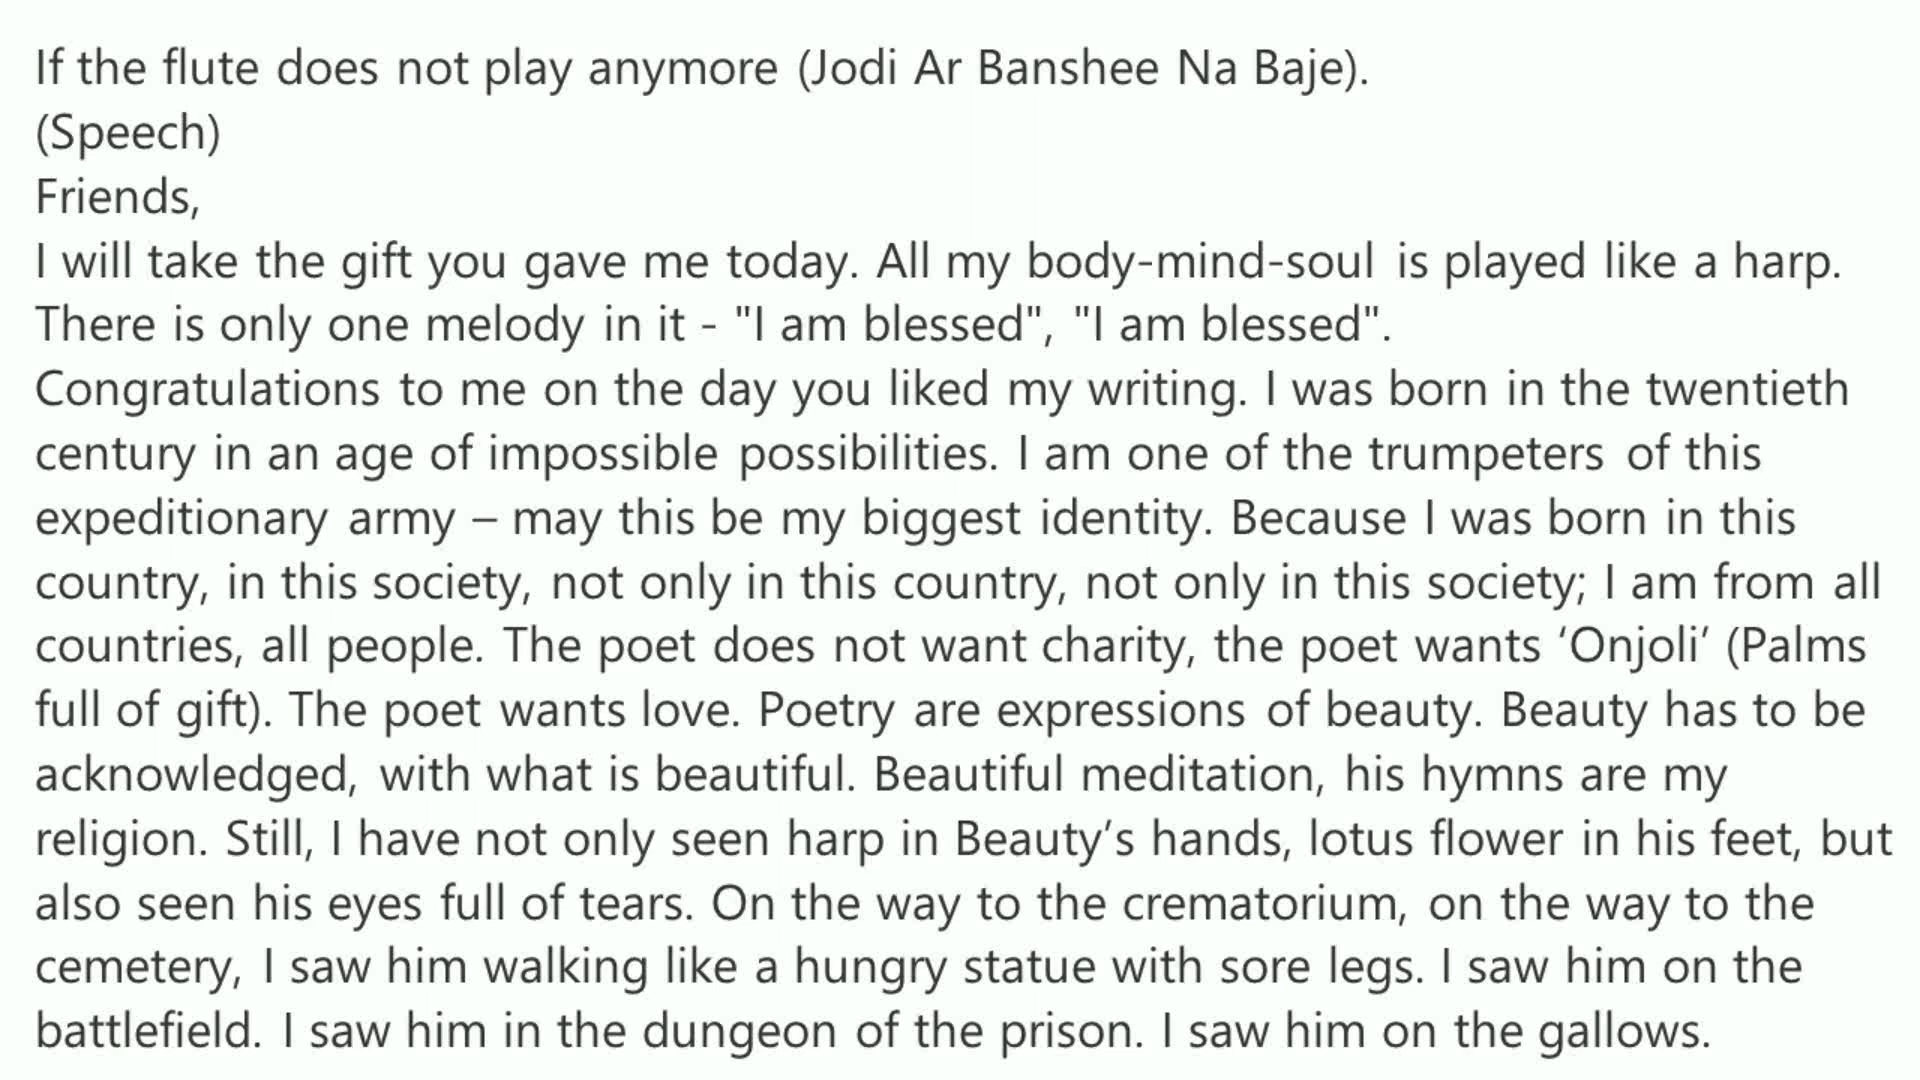 If the flute does not play anymore (Jodi Ar Banshee Na Baje).
(Speech)
Friends,
I will take the gift you gave me today. All my body-mind-soul is played like a harp.
There is only one melody in it - "I am blessed", "I am blessed".
Congratulations to me on the day you liked my writing. I was born in the twentieth
century in an age of impossible possibilities. I am one of the trumpeters of this
expeditionary army – may this be my biggest identity. Because I was born in this
country, in this society, not only in this country, not only in this society; I am from all
countries, all people. The poet does not want charity, the poet wants ‘Onjoli’ (Palms
full of gift). The poet wants love. Poetry are expressions of beauty. Beauty has to be
acknowledged, with what is beautiful. Beautiful meditation, his hymns are my
religion. Still, I have not only seen harp in Beauty’s hands, lotus flower in his feet, but
also seen his eyes full of tears. On the way to the crematorium, on the way to the
cemetery, I saw him walking like a hungry statue with sore legs. I saw him on the
battlefield. I saw him in the dungeon of the prison. I saw him on the gallows.